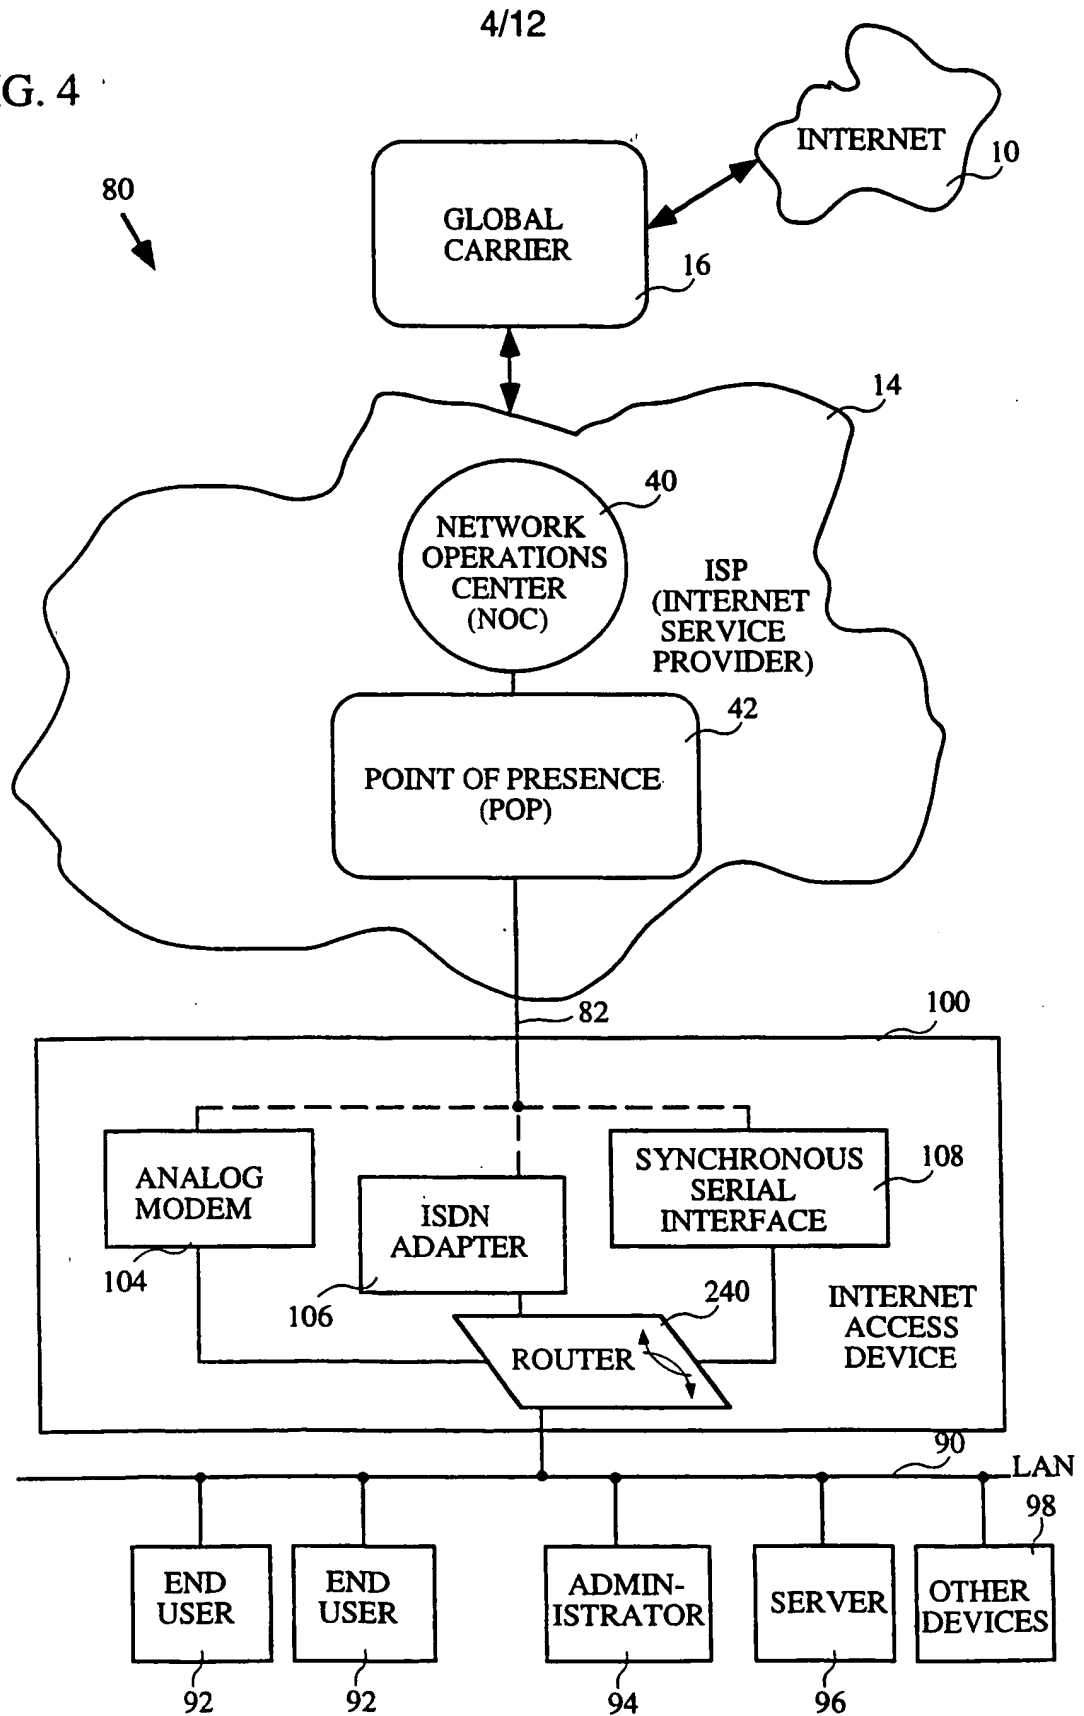 4/12
G. 4
INTERNET
10
80
GLOBAL
CARRIER
16
14
40
NETWORK
OPERATIONS
CENTER
(NOC)
ISP
(INTERNET
SERVICE
PROVIDER)
42
POINT OF PRESENCE
(POP)
82
100
ANALOG
MODEM
104
ISDN
ADAPTER
106
SYNCHRONOUS
SERIAL
INTERFACE
108
240
ROUTER
INTERNET
ACCESS
DEVICE
90
LAN
98
END
USER
END
USER
ADMIN-
ISTRATOR
SERVER
OTHER
DEVICES
92
92
94
96